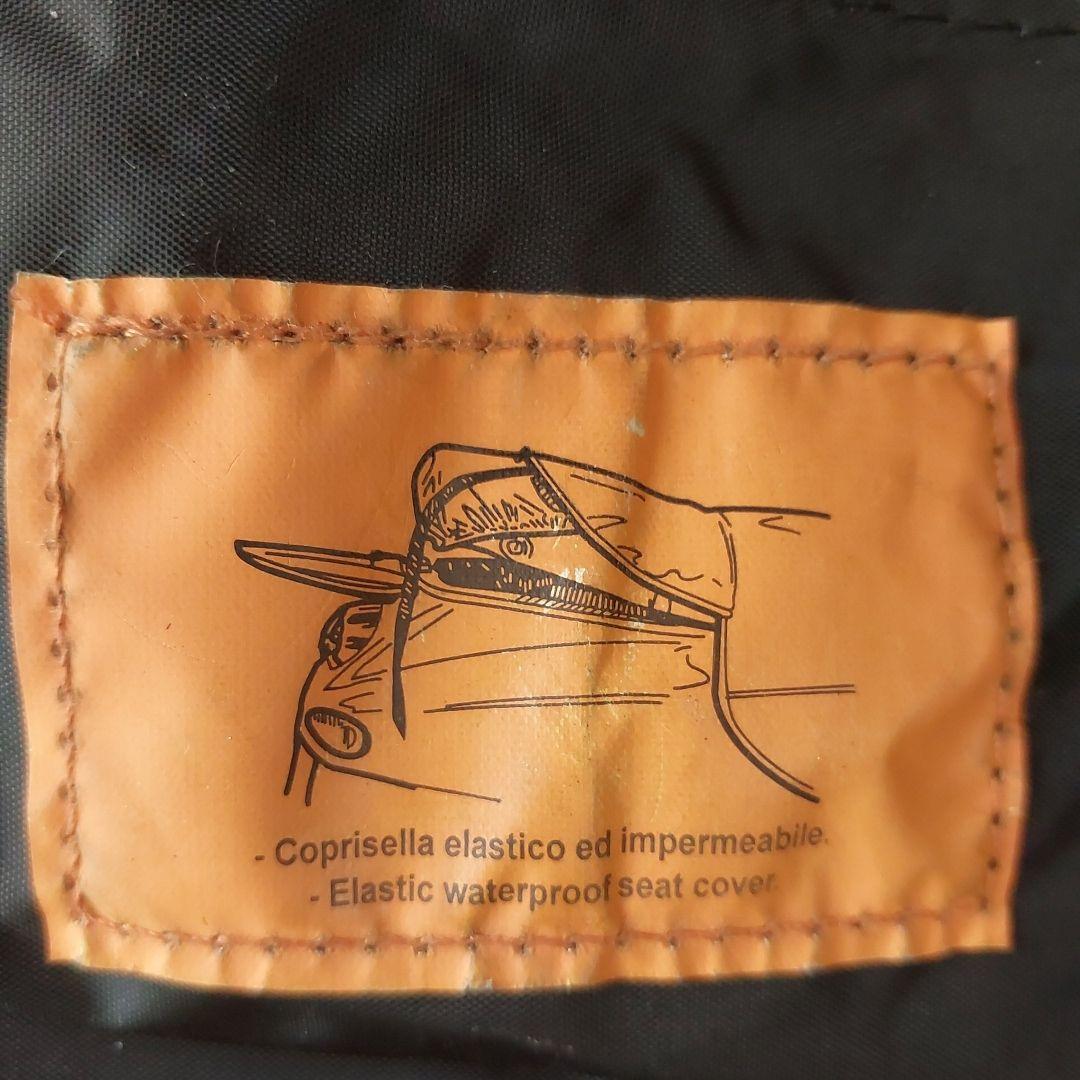 - Coprisella elastico ed impermeabile.
- Elastic waterproof seat cover.